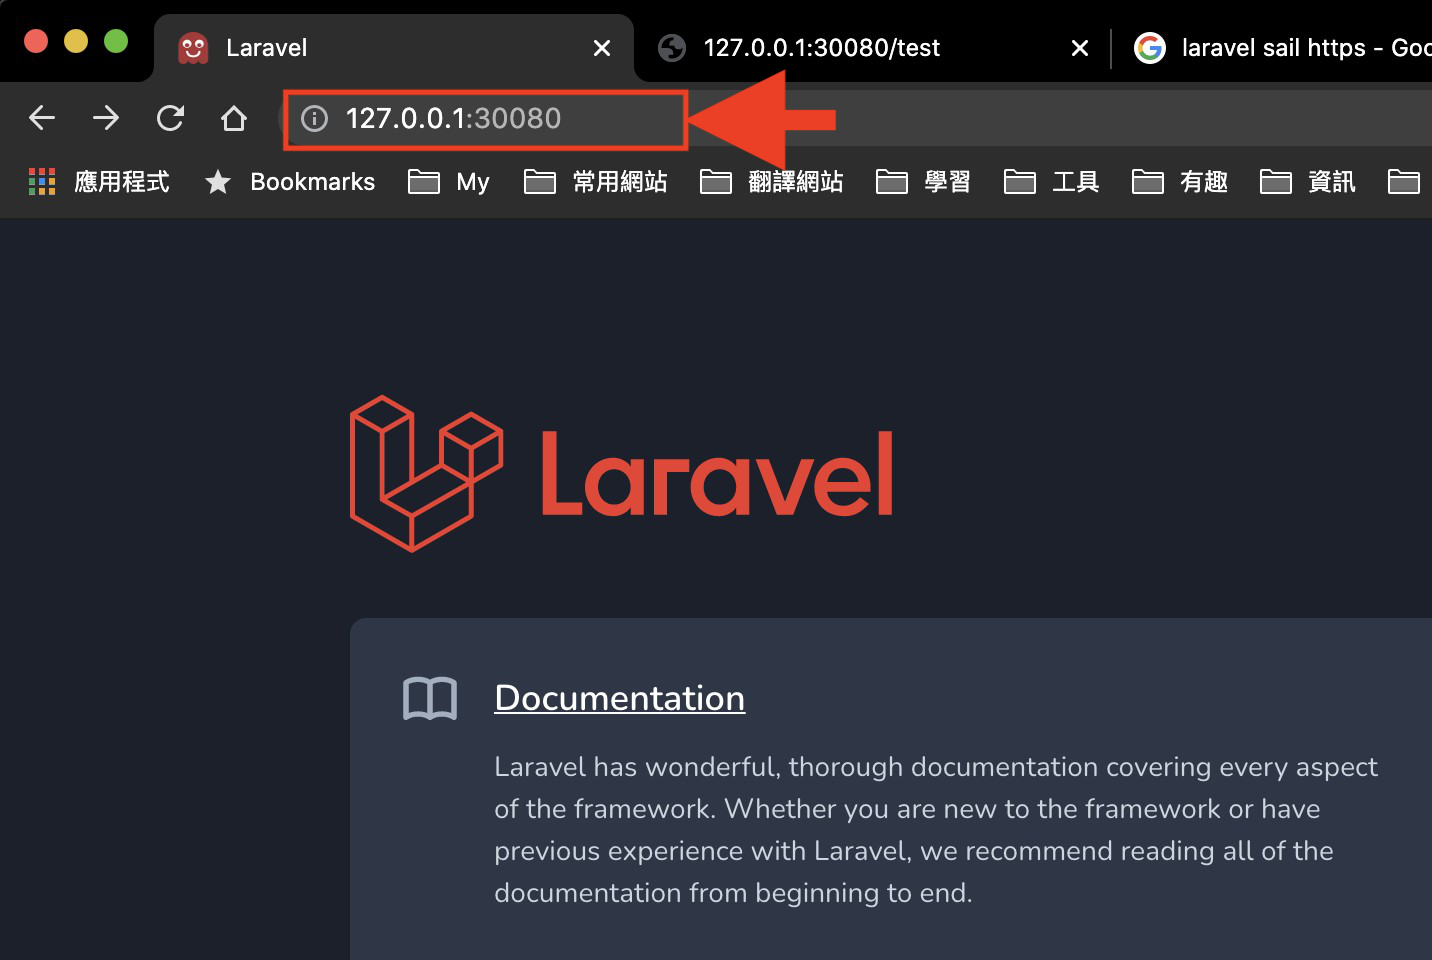 Laravel
127.0.0.1:30080/test
laravel sail https - Goo
127.0.0.1:30080
應用程式
Bookmarks
My
常用網站
翻譯網站
學習
工具
有趣
資訊
Laravel
Documentation
Laravel has wonderful, thorough documentation covering every aspect
of the framework. Whether you are new to the framework or have
previous experience with Laravel, we recommend reading all of the
documentation from beginning to end.